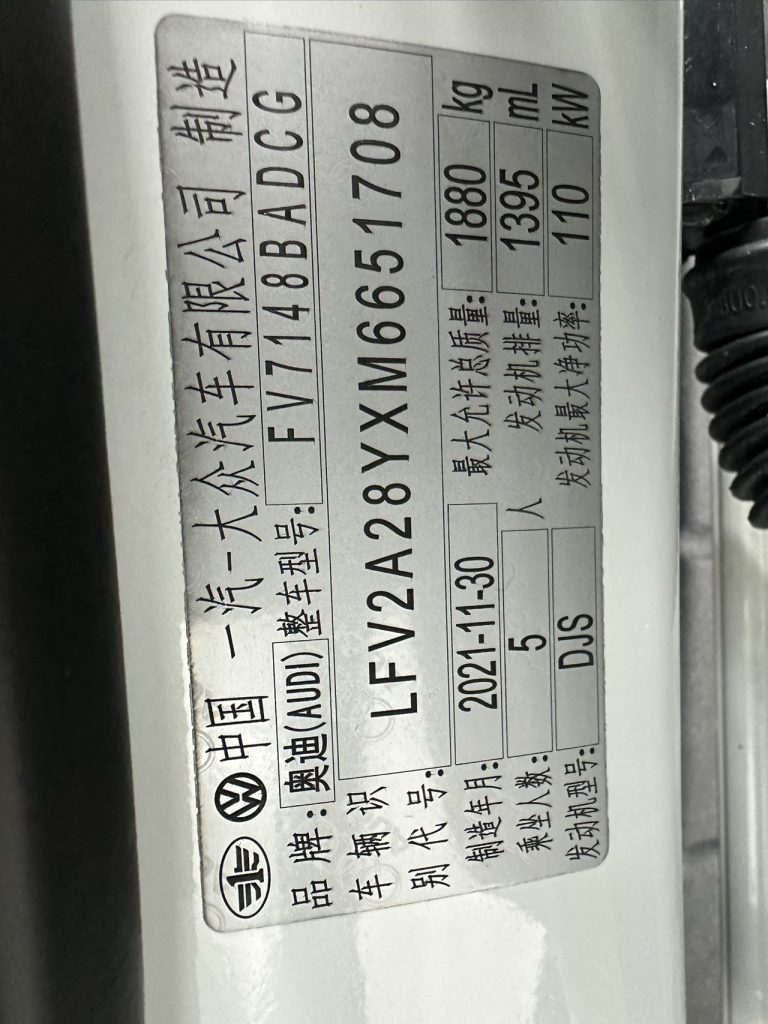 中国 一汽-大众汽车有限公司 制造
品牌: 奥迪(AUDI) 整车型号: FV7148BADCG
车辆识别代号: LFV2A28YXM6651708
制造年月: 2021-11-30 最大允许总质量: 1880 kg
乘坐人数: 5 人 发动机排量: 1395 mL
发动机型号: DJS 发动机最大净功率: 110 kW